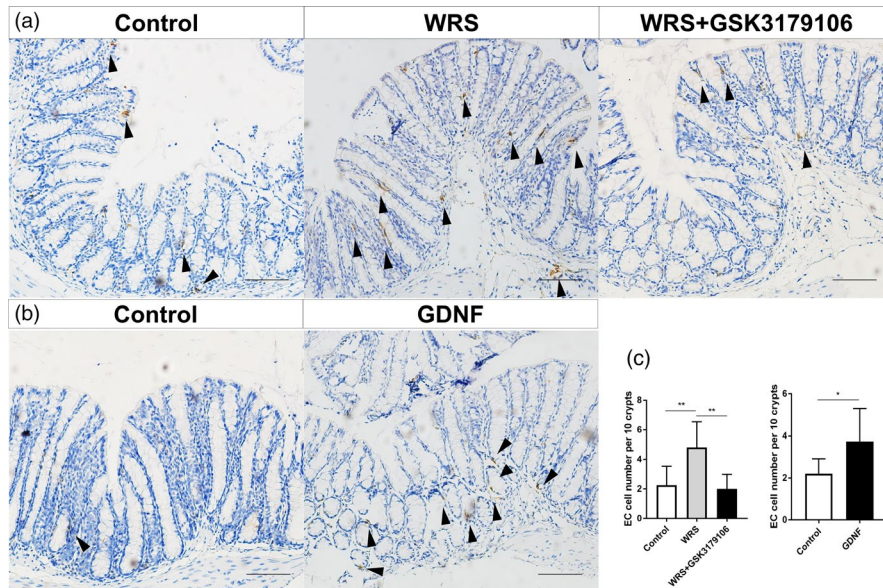 (a)
Control
WRS
WRS+GSK3179106
(b)
Control
GDNF
(c)
EC cell number per 10 crypts
8
6
4
2
0
**
**
Control
WRS
WRS+GSK3179106
EC cell number per 10 crypts
6
4
2
0
*
Control
GDNF